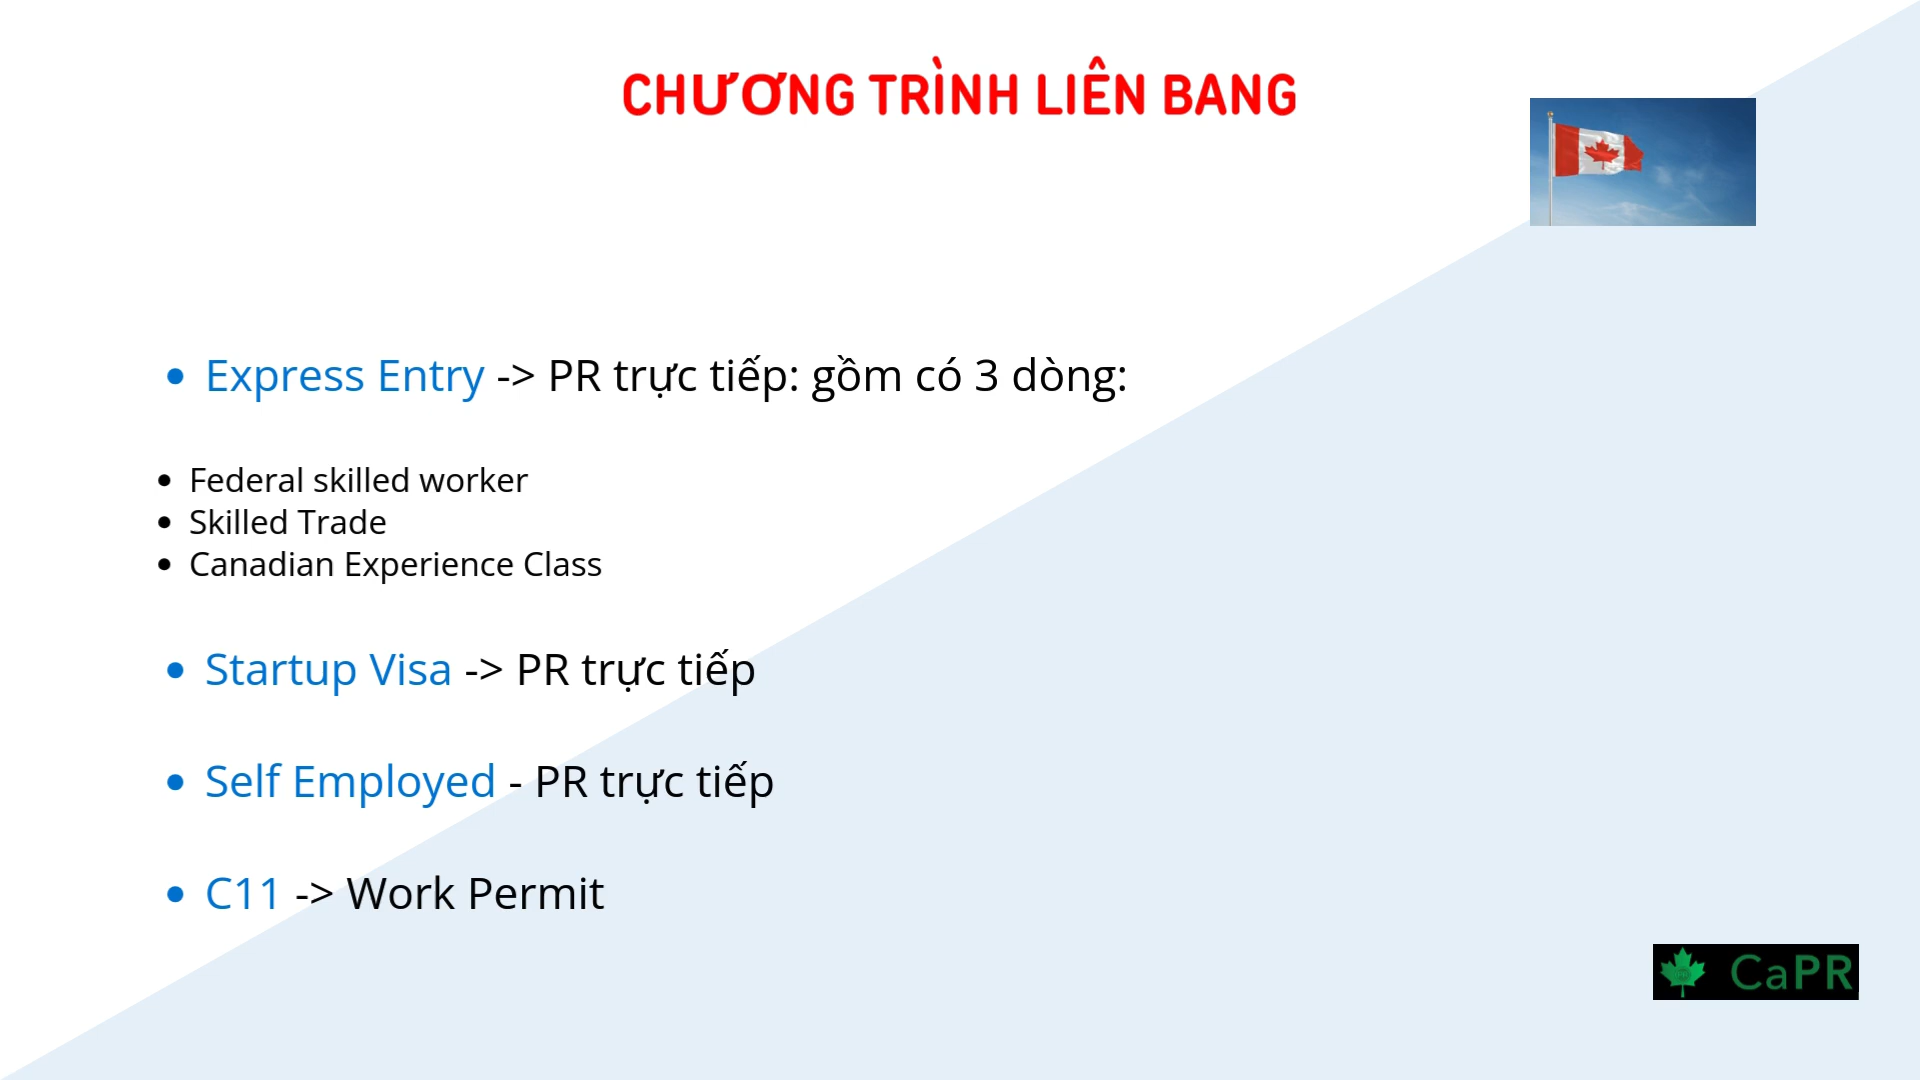 CHƯƠNG TRÌNH LIÊN BANG
Express Entry -> PR trực tiếp: gồm có 3 dòng:
Federal skilled worker
Skilled Trade
Canadian Experience Class
Startup Visa -> PR trực tiếp
Self Employed - PR trực tiếp
C11 -> Work Permit
CaPR